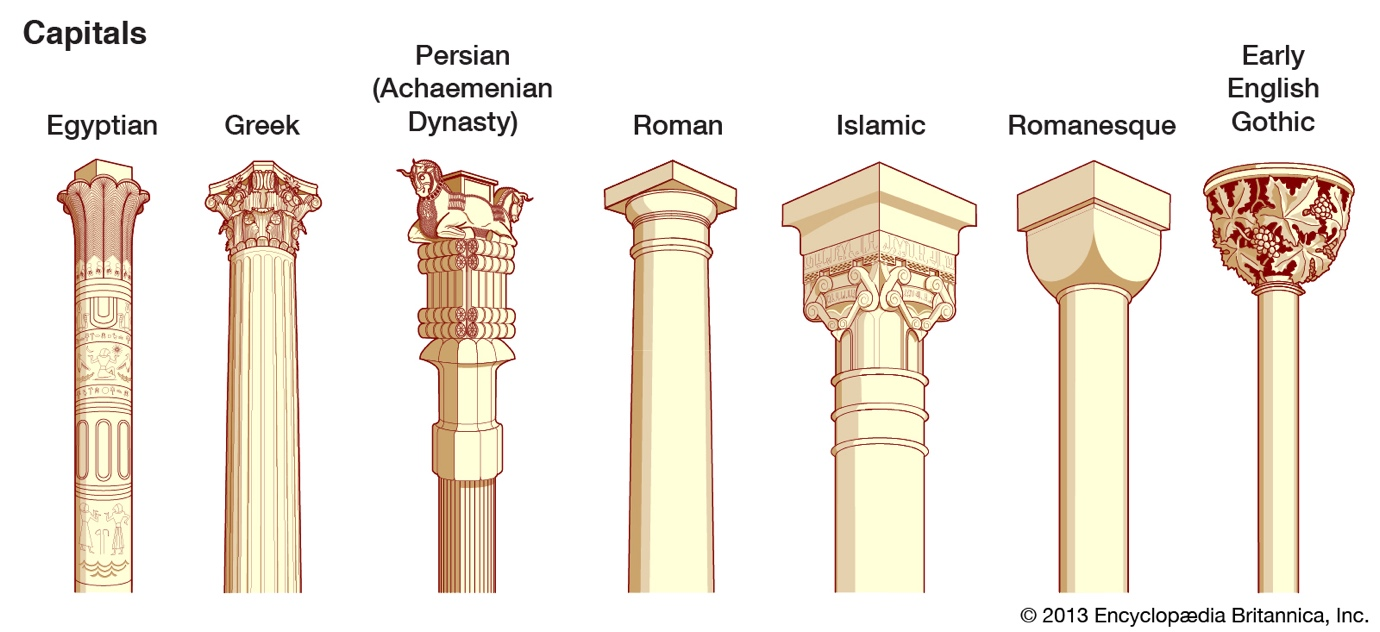 Capitals
Egyptian
Greek
Persian
(Achaemenian
Dynasty)
Roman
Islamic
Romanesque
Early
English
Gothic
© 2013 Encyclopædia Britannica, Inc.